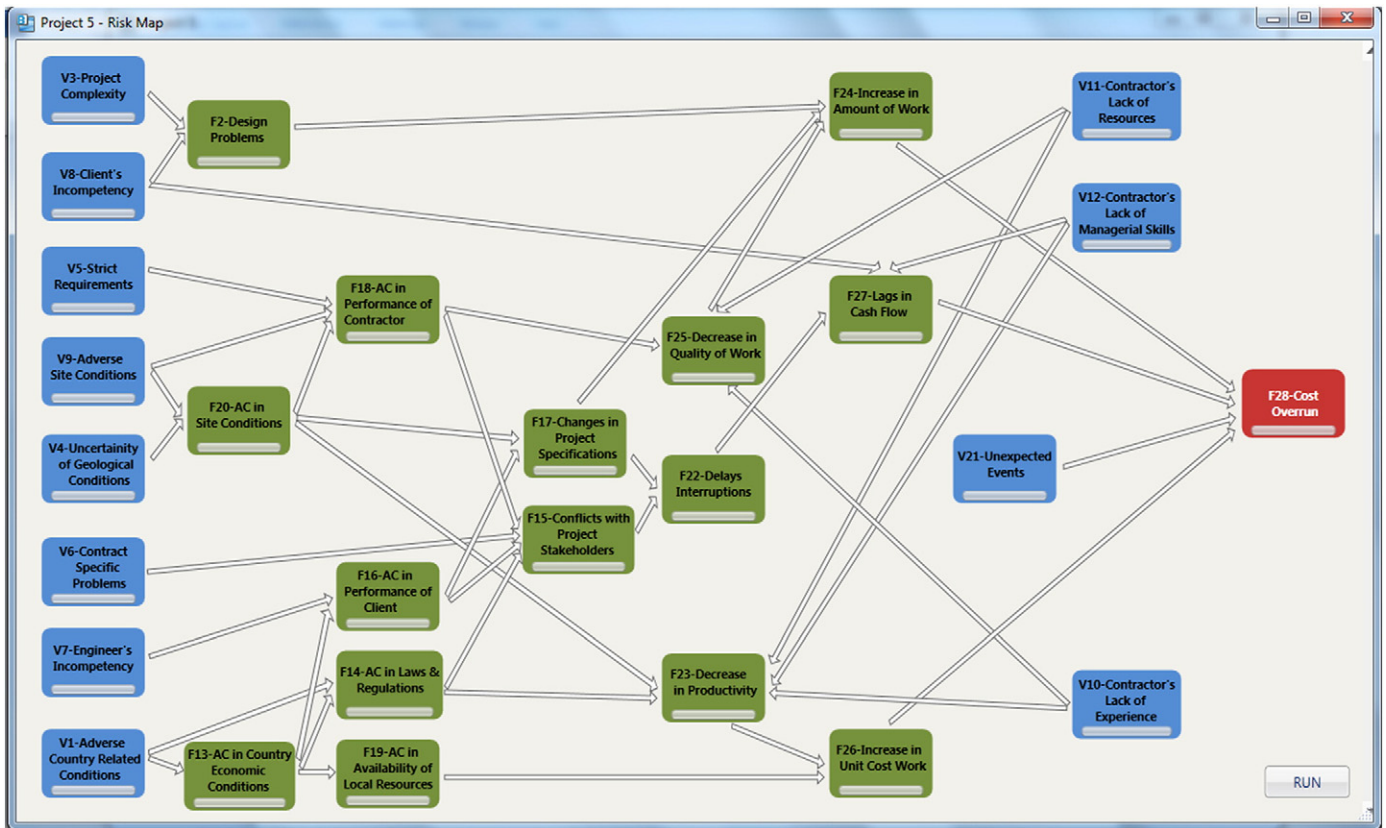 Project 5 - Risk Map
V3-Project
Complexity
F2-Design
Problems
V8-Client's
Incompetency
V5-Strict
Requirements
V9-Adverse
Site Conditions
V4-Uncertainity
of Geological
Conditions
V6-Contract
Specific
Problems
V7-Engineer's
Incompetency
V1-Adverse
Country Related
Conditions
F20-AC in
Site Conditions
F13-AC in Country
Economic
Conditions
F18-AC in
Performance of
Contractor
F16-AC in
Performance of
Client
F14-AC in Laws &
Regulations
F19-AC in
Availability of
Local Resources
F17-Changes in
Project
Specifications
F15-Conflicts with
Project
Stakeholders
F25-Decrease in
Quality of Work
F22-Delays
Interruptions
F23-Decrease
in Productivity
F24-Increase in
Amount of Work
F27-Lags in
Cash Flow
F26-Increase in
Unit Cost Work
V21-Unexpected
Events
V11-Contractor's
Lack of
Resources
V12-Contractor's
Lack of
Managerial Skills
V10-Contractor's
Lack of
Experience
F28-Cost
Overrun
RUN